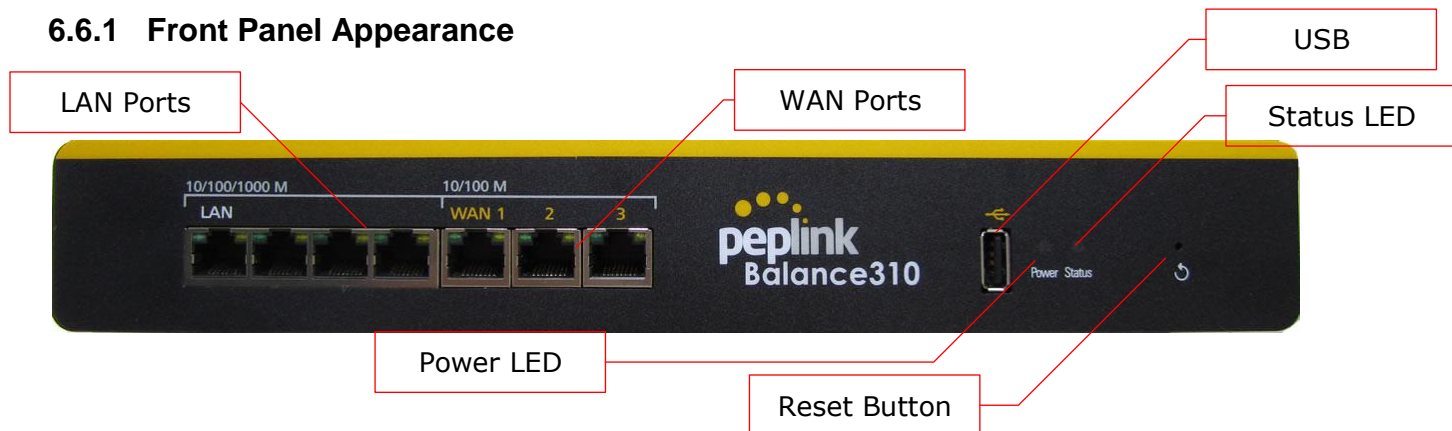 6.6.1 Front Panel Appearance
USB
LAN Ports
WAN Ports
Status LED
10/100/1000 M
10/100 M
LAN
WAN 1
2
3
peplink
Balance310
Power Status
Power LED
Reset Button